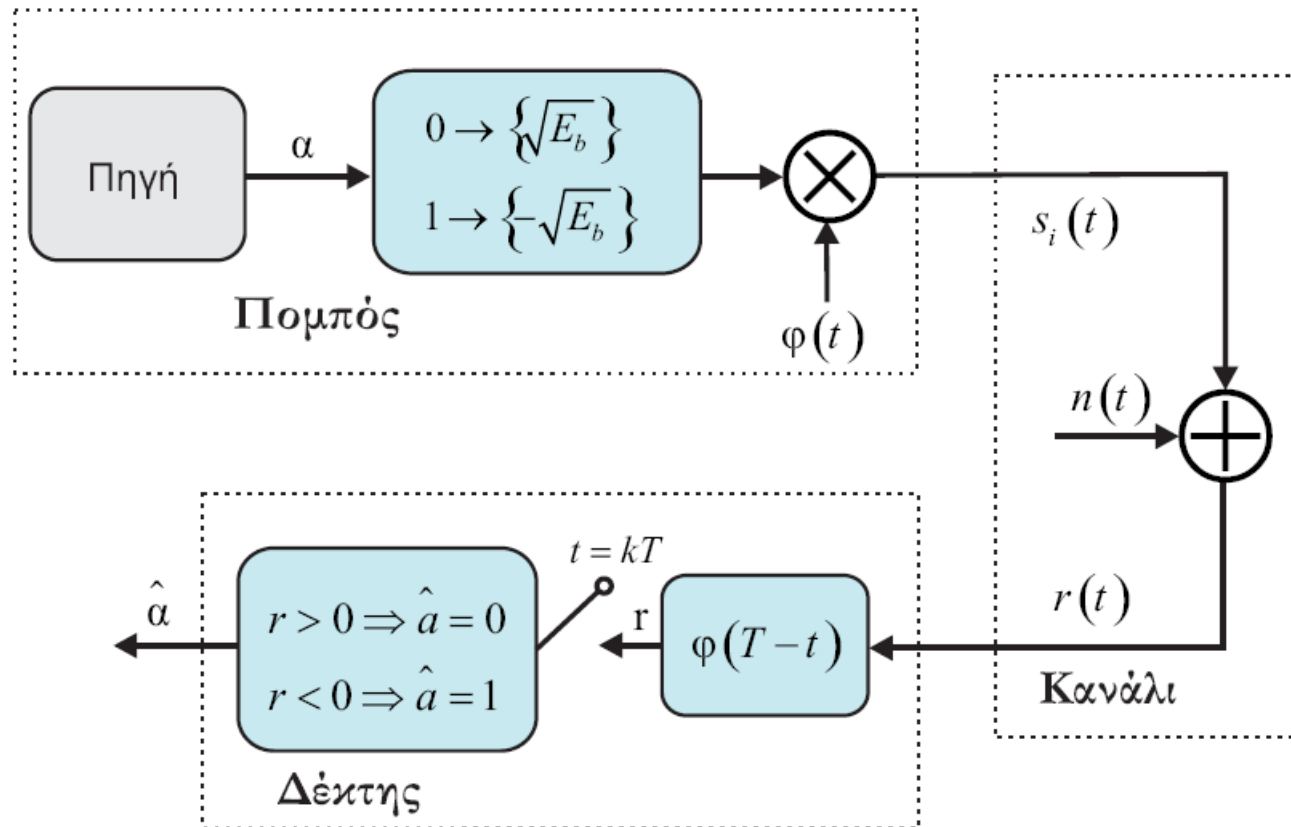 Πηγή
α
0 → {√E_b}
1 → {-√E_b}
Πομπός
φ(t)
s_i(t)
n(t)
r(t)
Κανάλι
φ(T − t)
r
t = kT
r > 0 ⇒ â = 0
r < 0 ⇒ â = 1
α̂
Δέκτης